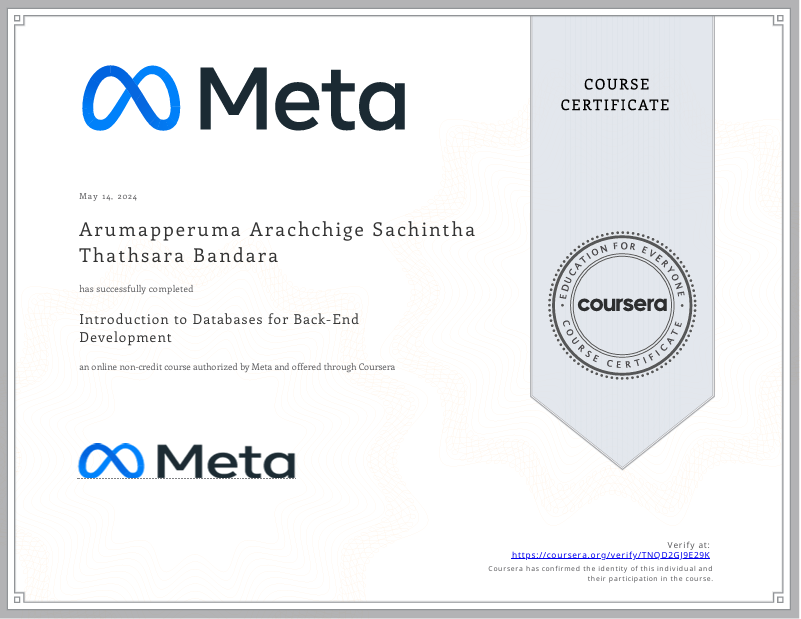 Meta
COURSE
CERTIFICATE
May 14, 2024
Arumapperuma Arachchige Sachintha
Thathsara Bandara
has successfully completed
Introduction to Databases for Back-End
Development
an online non-credit course authorized by Meta and offered through Coursera
EDUCATION FOR EVERYONE
coursera
COURSE CERTIFICATE
Meta
Verify at:
https://coursera.org/verify/TNQD2GJ9E29K
Coursera has confirmed the identity of this individual and
their participation in the course.